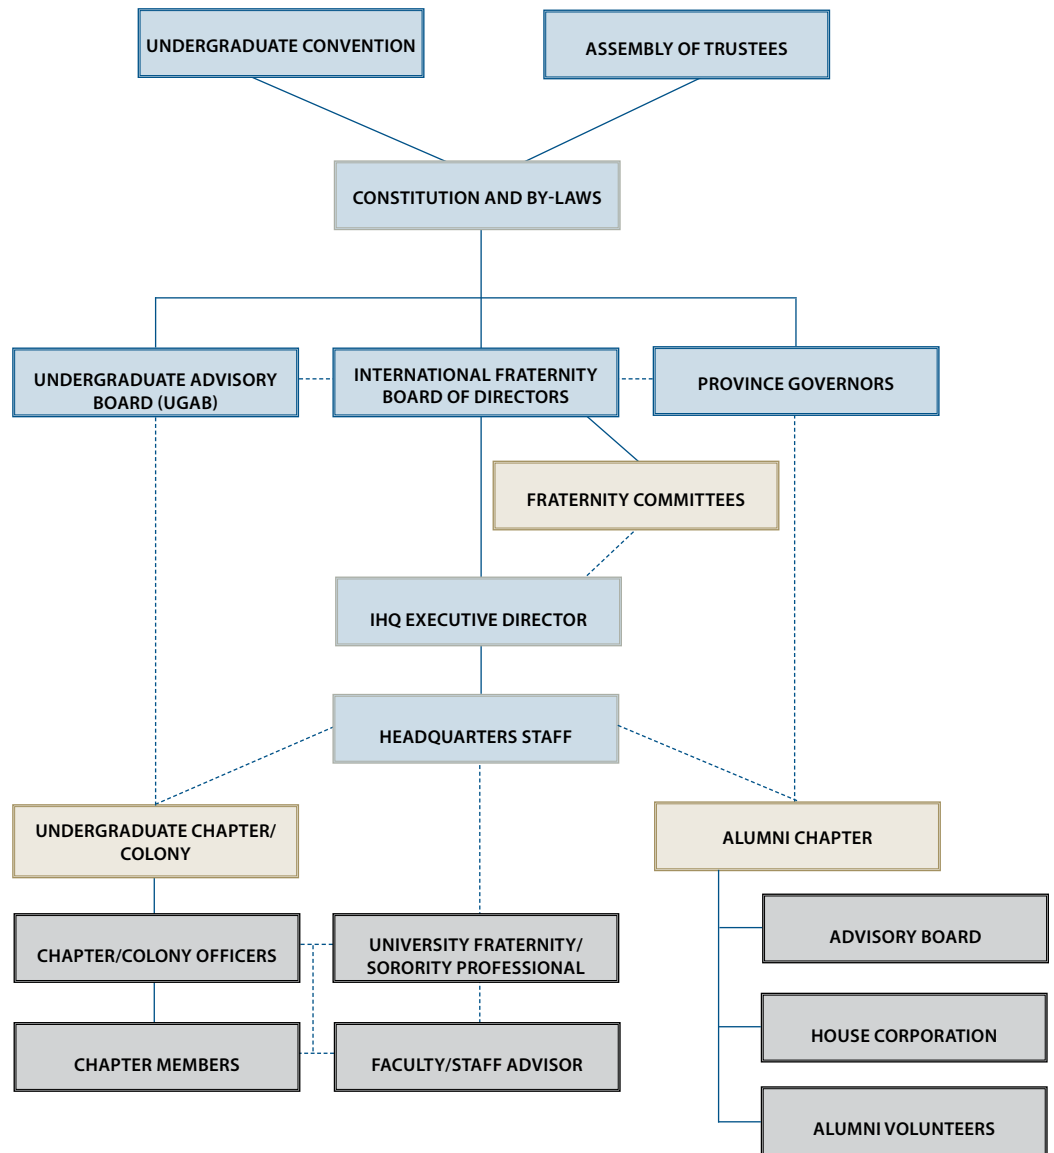 UNDERGRADUATE CONVENTION
ASSEMBLY OF TRUSTEES
CONSTITUTION AND BY-LAWS
UNDERGRADUATE ADVISORY
BOARD (UGAB)
INTERNATIONAL FRATERNITY
BOARD OF DIRECTORS
PROVINCE GOVERNORS
FRATERNITY COMMITTEES
IHQ EXECUTIVE DIRECTOR
HEADQUARTERS STAFF
UNDERGRADUATE CHAPTER/
COLONY
ALUMNI CHAPTER
CHAPTER/COLONY OFFICERS
UNIVERSITY FRATERNITY/
SORORITY PROFESSIONAL
ADVISORY BOARD
CHAPTER MEMBERS
FACULTY/STAFF ADVISOR
HOUSE CORPORATION
ALUMNI VOLUNTEERS